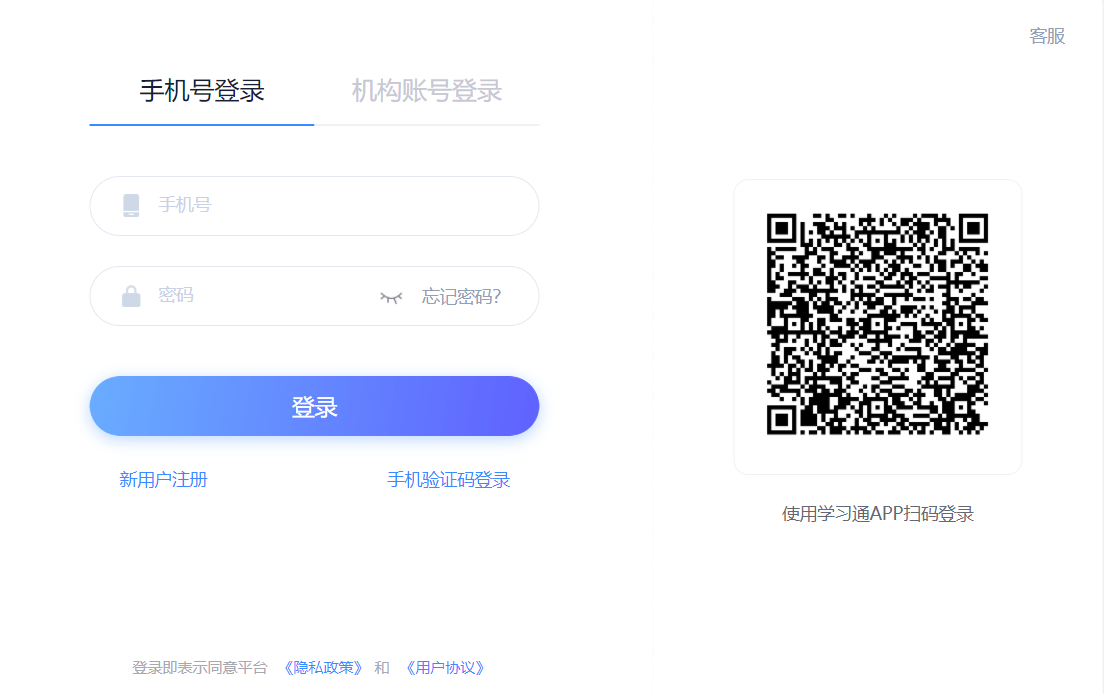 客服
手机号登录
机构账号登录
手机号
密码
忘记密码?
登录
新用户注册
手机验证码登录
使用学习通APP扫码登录
登录即表示同意平台 《隐私政策》 和 《用户协议》